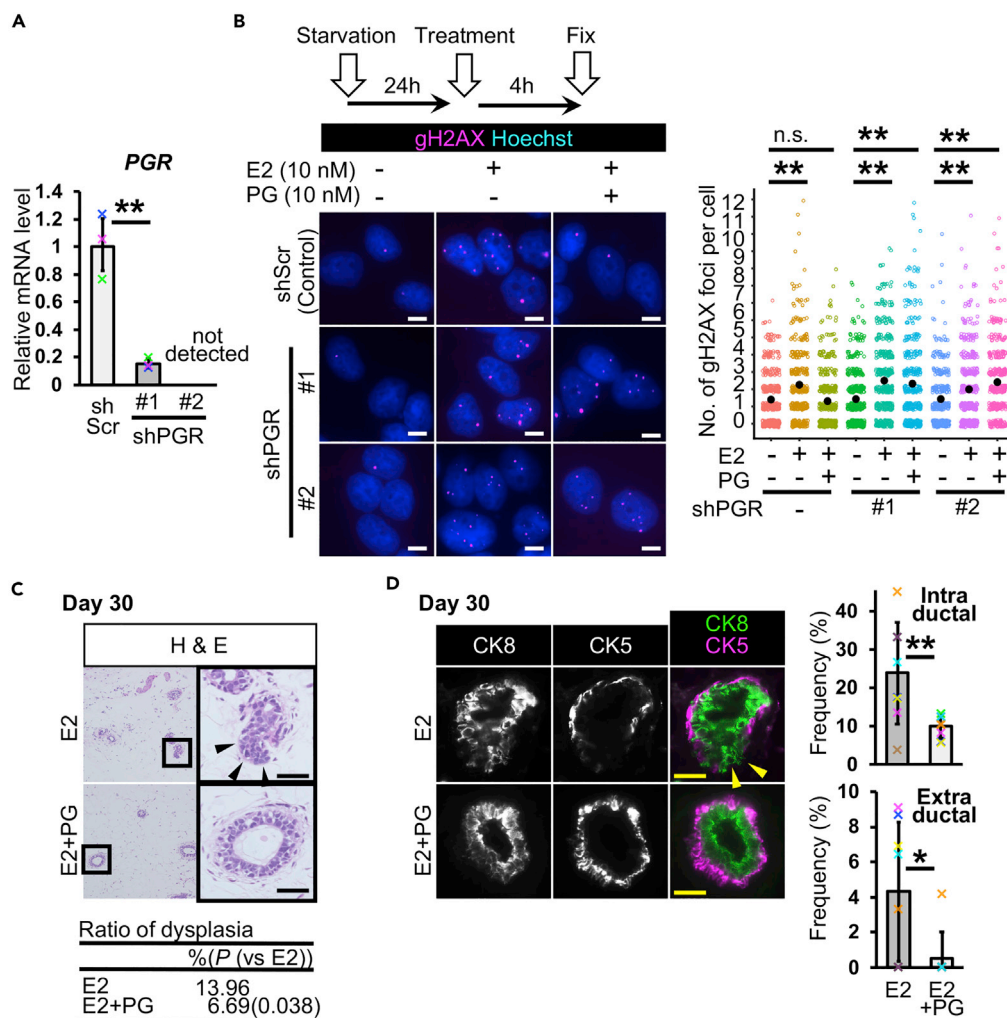 A
PGR
Relative mRNA level
1.4
1.2
1
0.8
0.6
0.4
0.2
0
**
not
detected
sh
Scr
#1 #2
shPGR
B
Starvation Treatment Fix
24h 4h
gH2AX Hoechst
E2 (10 nM) - + +
PG (10 nM) - - +
shScr
(Control)
shPGR
#1
#2
No. of gH2AX foci per cell
12
11
10
9
8
7
6
5
4
3
2
1
0
n.s. ** **
** ** **
E2 - + + - + + - + +
PG - - + - - + - - +
shPGR - #1 #2
C
Day 30
H & E
E2
E2+PG
Ratio of dysplasia
%(P (vs E2))
E2 13.96
E2+PG 6.69(0.038)
D
Day 30
CK8 CK5 CK8
CK5
E2
E2+PG
Intra
ductal
Frequency (%)
40
30
20
10
0
**
Extra
ductal
Frequency (%)
8
6
4
2
0
*
E2 E2
+PG